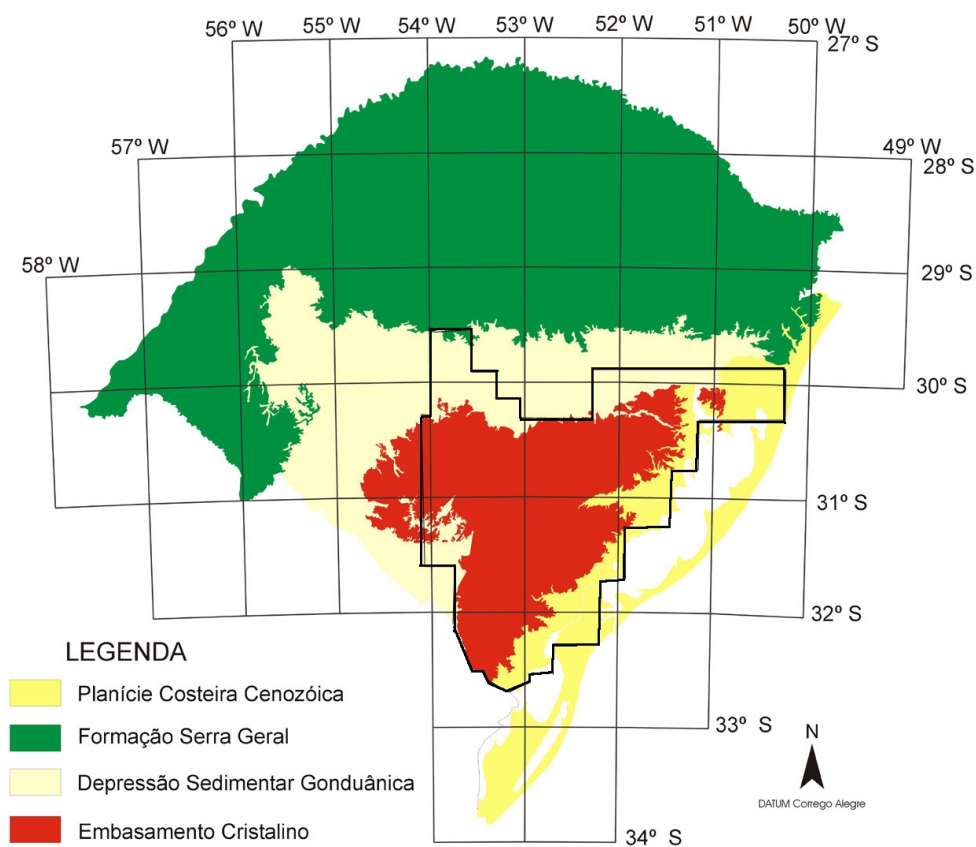 56º W
55º W
54º W
53º W
52º W
51º W
50º W
27º S
57º W
49º W
28º S
58º W
29º S
30º S
31º S
32º S
LEGENDA
Planície Costeira Cenozóica
Formação Serra Geral
33º S
N
Depressão Sedimentar Gonduânica
DATUM Corrego Alegre
Embasamento Cristalino
34º S